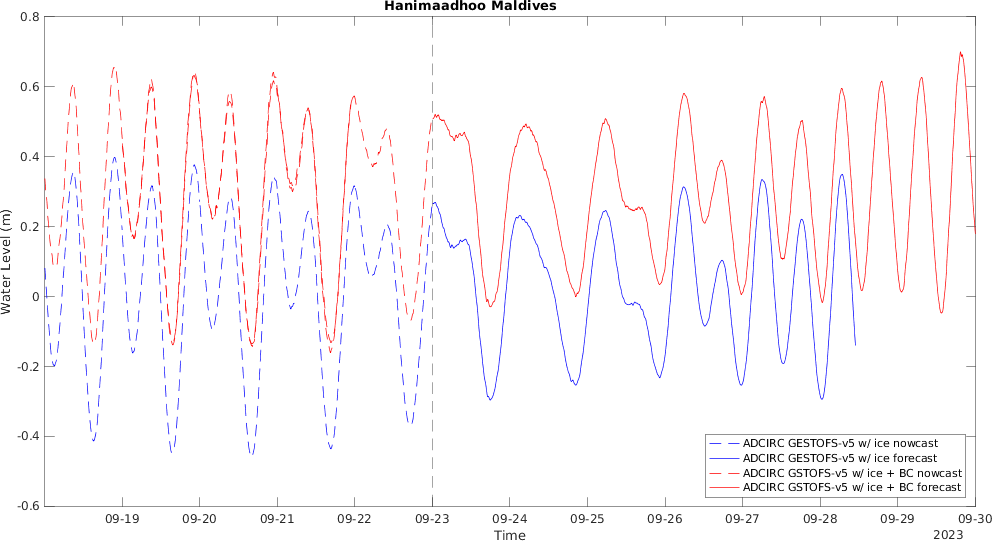 Hanimaadhoo Maldives
0.8
0.6
0.4
0.2
0
-0.2
-0.4
-0.6
Water Level (m)
ADCIRC GESTOFS-v5 w/ ice nowcast
ADCIRC GESTOFS-v5 w/ ice forecast
ADCIRC GSTOFS-v5 w/ ice + BC nowcast
ADCIRC GSTOFS-v5 w/ ice + BC forecast
09-19 09-20 09-21 09-22 09-23 09-24 09-25 09-26 09-27 09-28 09-29 09-30
Time
2023